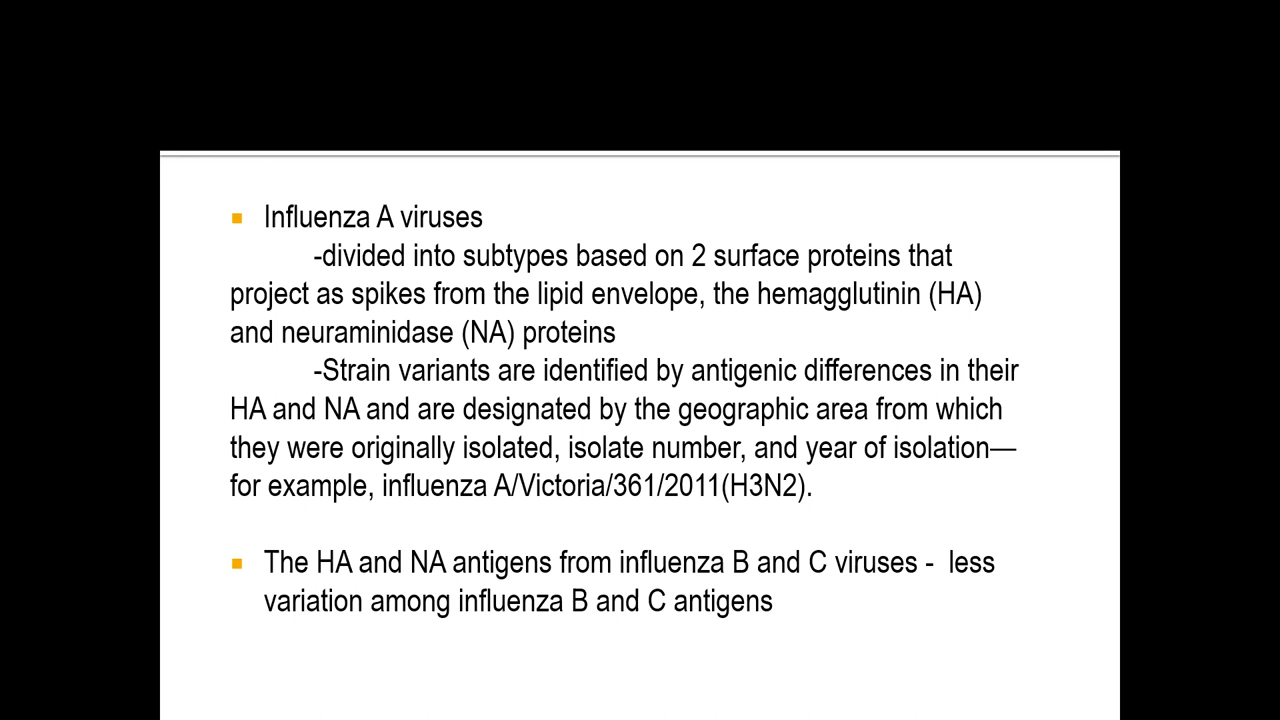 Influenza A viruses
-divided into subtypes based on 2 surface proteins that
project as spikes from the lipid envelope, the hemagglutinin (HA)
and neuraminidase (NA) proteins
-Strain variants are identified by antigenic differences in their
HA and NA and are designated by the geographic area from which
they were originally isolated, isolate number, and year of isolation—
for example, influenza A/Victoria/361/2011(H3N2).
The HA and NA antigens from influenza B and C viruses - less
variation among influenza B and C antigens